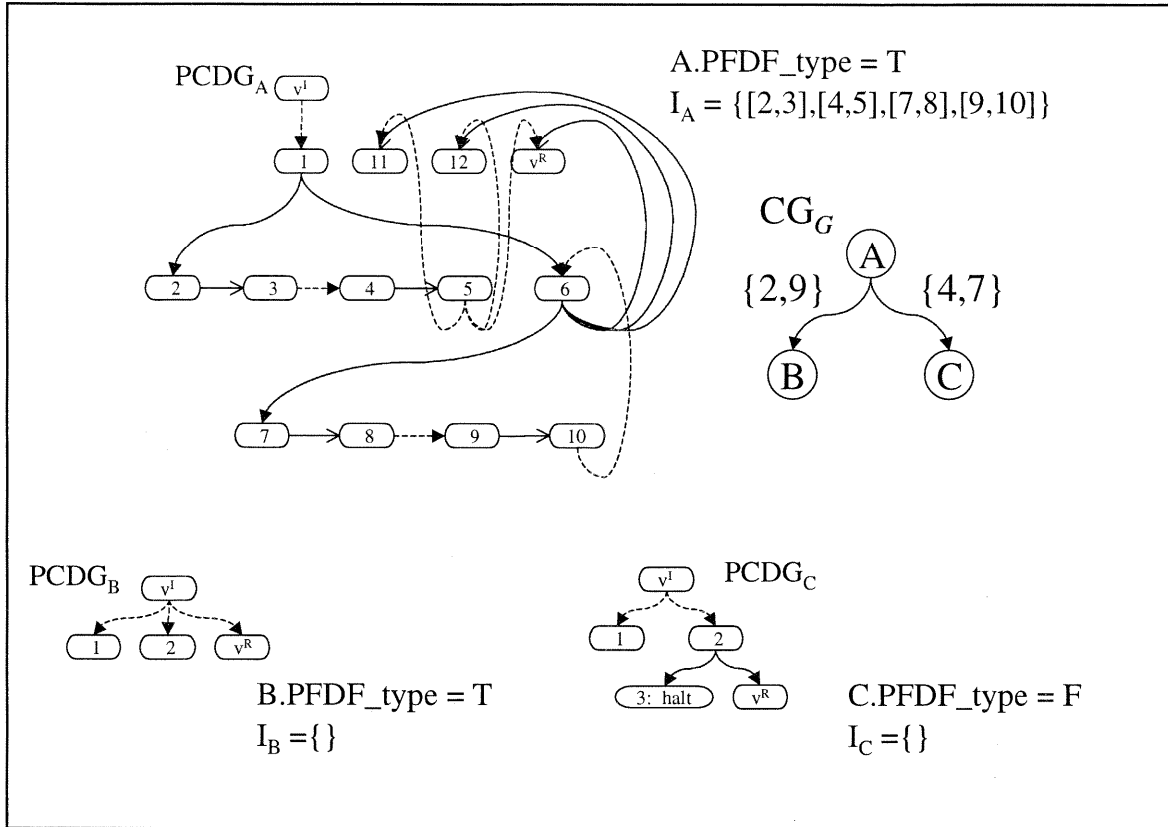 PCDG_A
v^I
A.PFDF_type = T
I_A = {[2,3],[4,5],[7,8],[9,10]}
1
11
12
v^R
CG_G
A
{2,9}
{4,7}
2
3
4
5
6
B
C
7
8
9
10
PCDG_B
v^I
1
2
v^R
B.PFDF_type = T
I_B ={}
v^I
PCDG_C
1
2
3: halt
v^R
C.PFDF_type = F
I_C ={}